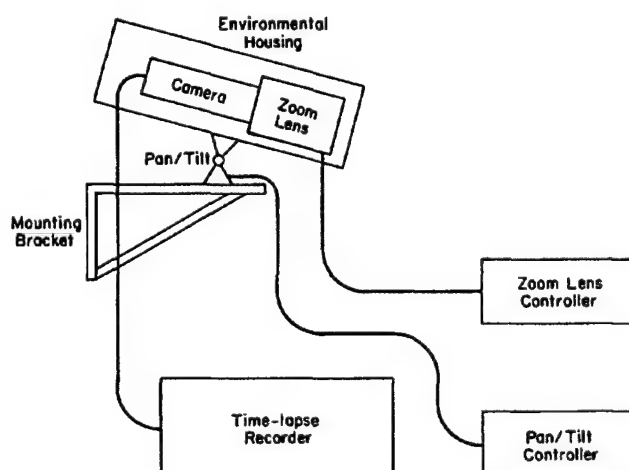 Environmental
Housing
Camera
Zoom
Lens
Pan/Tilt
Mounting
Bracket
Zoom Lens
Controller
Time-lapse
Recorder
Pan/Tilt
Controller